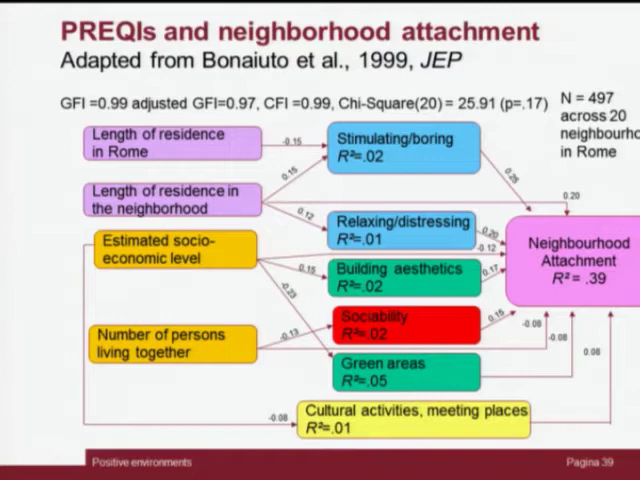 PREQIs and neighborhood attachment
Adapted from Bonaiuto et al., 1999, JEP
GFI =0.99 adjusted GFI=0.97, CFI =0.99, Chi-Square(20) = 25.91 (p=.17)
N = 497
across 20
neighbourho
in Rome
Length of residence
in Rome
-0.15
Stimulating/boring
R²=.02
0.15
0.25
Length of residence in
the neighborhood
0.20
0.12
Relaxing/distressing
R²=.01
0.20
-0.12
Neighbourhood
Attachment
R² = .39
Estimated socio-
economic level
0.15
Building aesthetics
R²=.02
0.17
-0.23
Sociability
R²=.02
0.15
-0.08
-0.08
Number of persons
living together
-0.13
Green areas
R²=.05
0.08
-0.08
Cultural activities, meeting places
R²=.01
Positive environments
Pagina 39